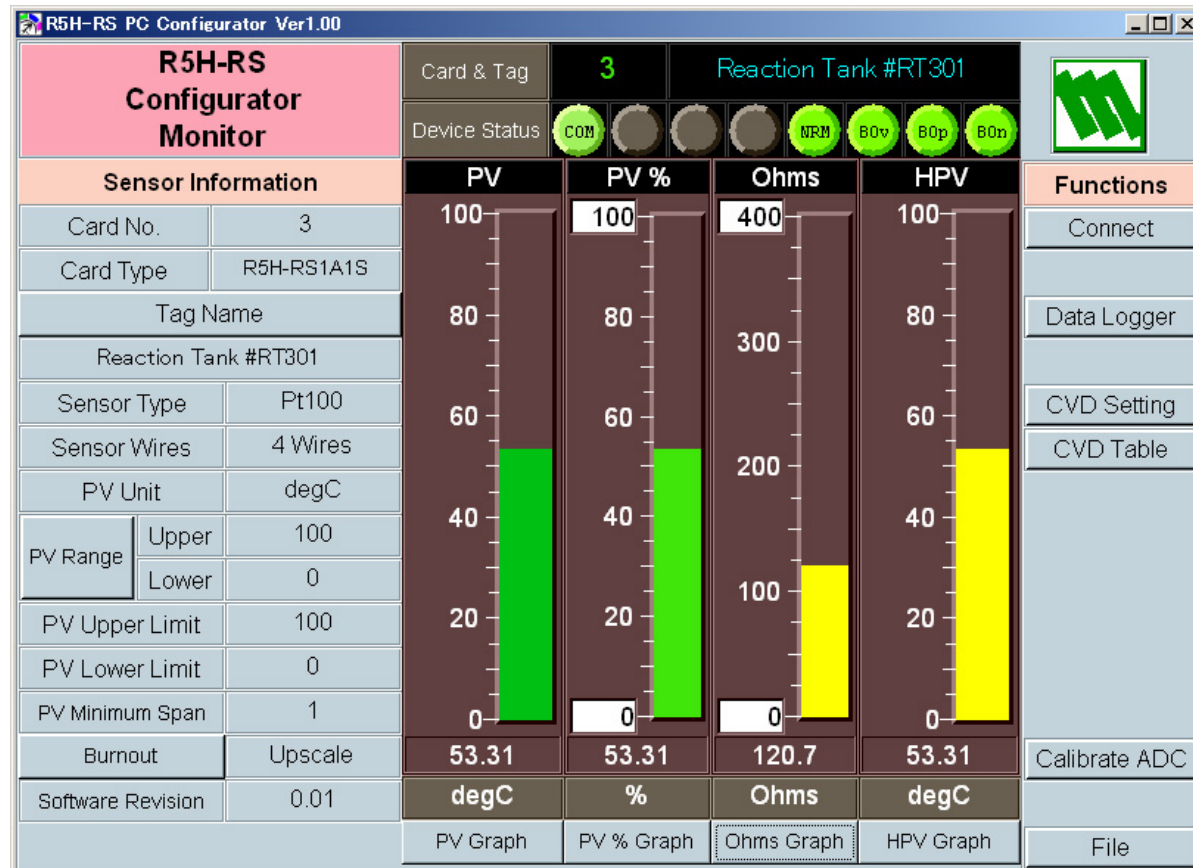 R5H-RS PC Configurator Ver1.00
R5H-RS
Configurator
Monitor
Card & Tag 3 Reaction Tank #RT301
Device Status COM NRM BOv BOp BOn
Sensor Information
Card No. 3
Card Type R5H-RS1A1S
Tag Name
Reaction Tank #RT301
Sensor Type Pt100
Sensor Wires 4 Wires
PV Unit degC
PV Range Upper 100
Lower 0
PV Upper Limit 100
PV Lower Limit 0
PV Minimum Span 1
Burnout Upscale
Software Revision 0.01
PV
100
80
60
40
20
0
53.31
degC
PV Graph
PV %
100
80
60
40
20
0
53.31
%
PV % Graph
Ohms
400
300
200
100
0
120.7
Ohms
Ohms Graph
HPV
100
80
60
40
20
0
53.31
degC
HPV Graph
Functions
Connect
Data Logger
CVD Setting
CVD Table
Calibrate ADC
File